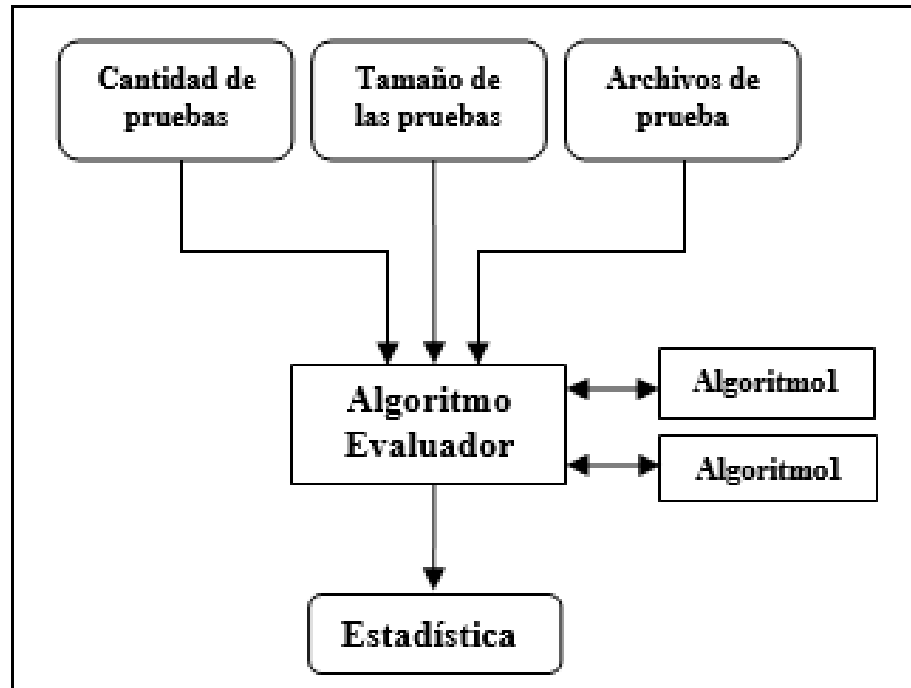 Cantidad de
pruebas
Tamaño de
las pruebas
Archivos de
prueba
Algoritmo
Evaluador
Algoritmo1
Algoritmo1
Estadística